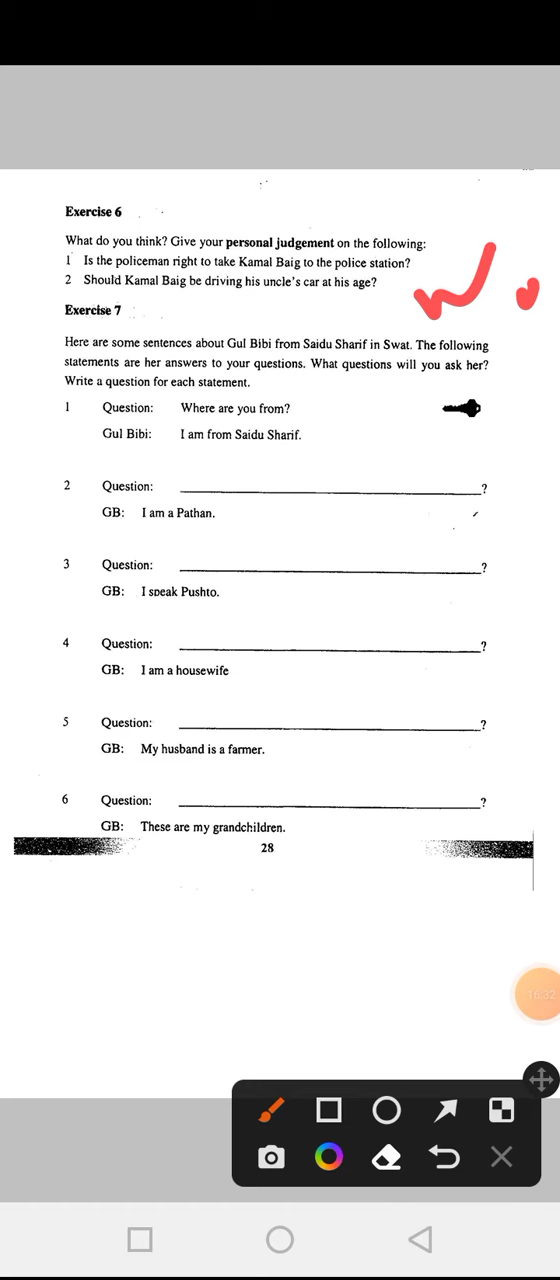 Exercise 6
What do you think? Give your personal judgement on the following:
1 Is the policeman right to take Kamal Baig to the police station?
2 Should Kamal Baig be driving his uncle's car at his age?
Exercise 7
Here are some sentences about Gul Bibi from Saidu Sharif in Swat. The following
statements are her answers to your questions. What questions will you ask her?
Write a question for each statement.
1 Question: Where are you from?
Gul Bibi: I am from Saidu Sharif.
2 Question: ?
GB: I am a Pathan.
3 Question: ?
GB: I speak Pushto.
4 Question: ?
GB: I am a housewife
5 Question: ?
GB: My husband is a farmer.
6 Question: ?
GB: These are my grandchildren.
28
16:32